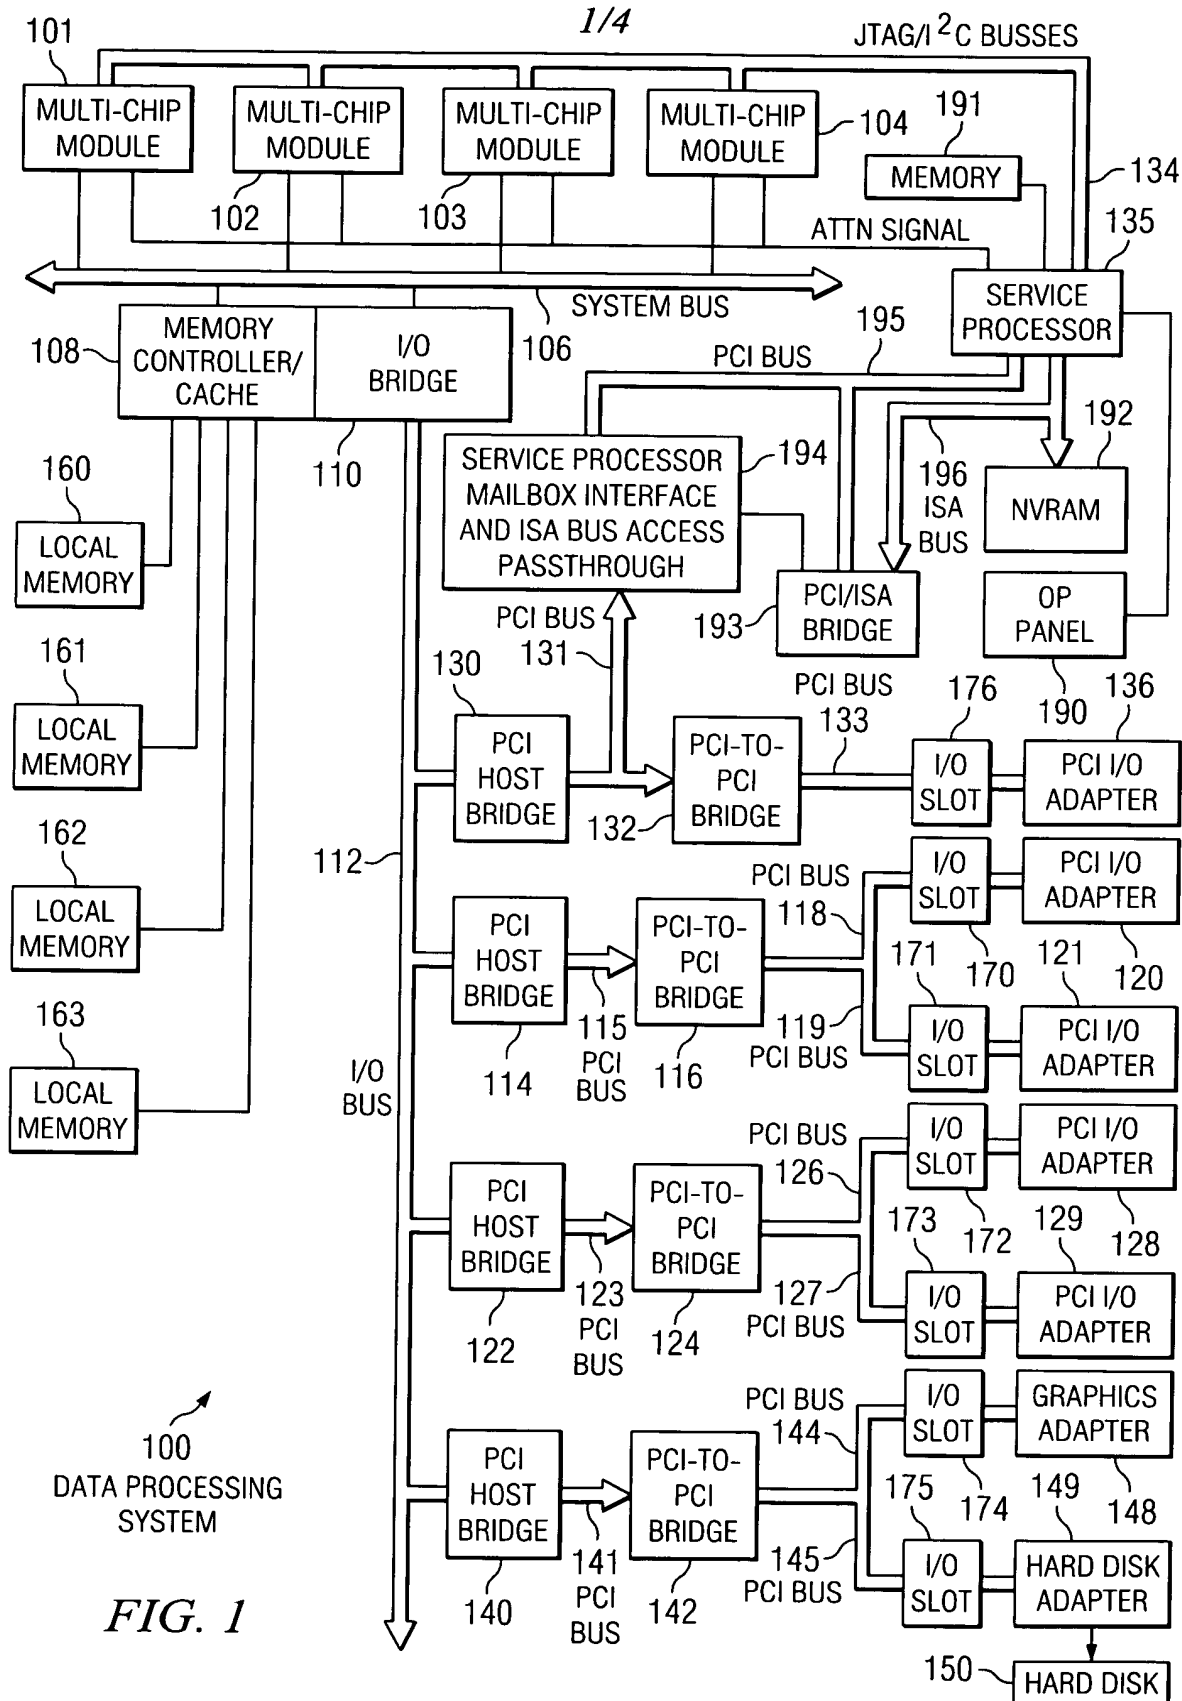 1/4
JTAG/I2C BUSSES
101
MULTI-CHIP
MODULE
MULTI-CHIP
MODULE
102
MULTI-CHIP
MODULE
103
MULTI-CHIP
MODULE
104
191
MEMORY
134
ATTN SIGNAL
135
SERVICE
PROCESSOR
SYSTEM BUS
106
108
MEMORY
CONTROLLER/
CACHE
I/O
BRIDGE
110
PCI BUS
195
SERVICE PROCESSOR
MAILBOX INTERFACE
AND ISA BUS ACCESS
PASSTHROUGH
194
196
ISA
BUS
192
NVRAM
193
PCI/ISA
BRIDGE
OP
PANEL
190
160
LOCAL
MEMORY
161
LOCAL
MEMORY
162
LOCAL
MEMORY
163
LOCAL
MEMORY
112
I/O
BUS
PCI BUS
131
130
PCI
HOST
BRIDGE
132
PCI-TO-
PCI
BRIDGE
PCI BUS
133
176
I/O
SLOT
136
PCI I/O
ADAPTER
PCI
HOST
BRIDGE
114
115
PCI
BUS
PCI-TO-
PCI
BRIDGE
116
PCI BUS
118
I/O
SLOT
170
PCI I/O
ADAPTER
120
119
PCI BUS
171
I/O
SLOT
121
PCI I/O
ADAPTER
PCI
HOST
BRIDGE
122
123
PCI
BUS
PCI-TO-
PCI
BRIDGE
124
PCI BUS
126
I/O
SLOT
172
PCI I/O
ADAPTER
128
127
PCI BUS
173
I/O
SLOT
129
PCI I/O
ADAPTER
PCI
HOST
BRIDGE
140
141
PCI
BUS
PCI-TO-
PCI
BRIDGE
142
PCI BUS
144
I/O
SLOT
174
GRAPHICS
ADAPTER
148
145
PCI BUS
175
I/O
SLOT
149
HARD DISK
ADAPTER
150
HARD DISK
100
DATA PROCESSING
SYSTEM
FIG. 1